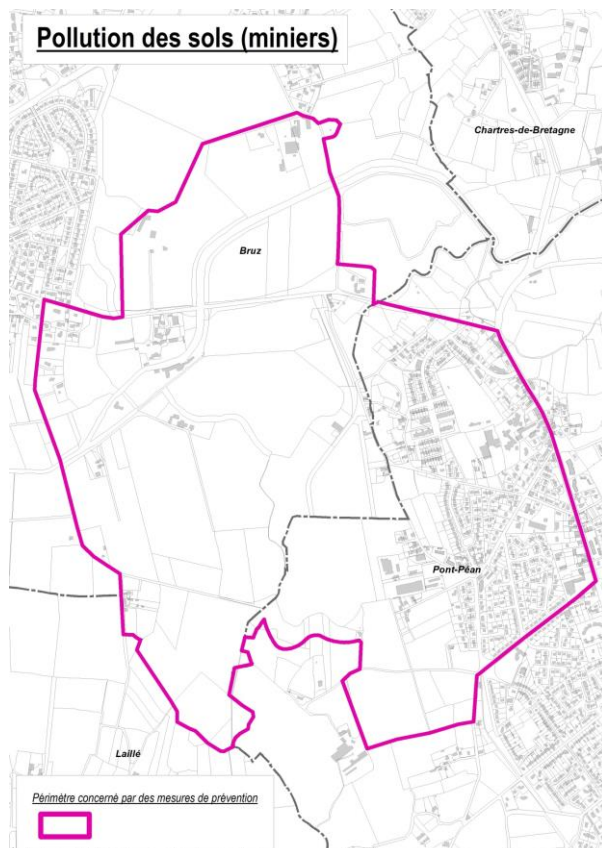 Pollution des sols (miniers)
Chartres-de-Bretagne
Bruz
Pont-Péan
Laillé
Périmètre concerné par des mesures de prévention